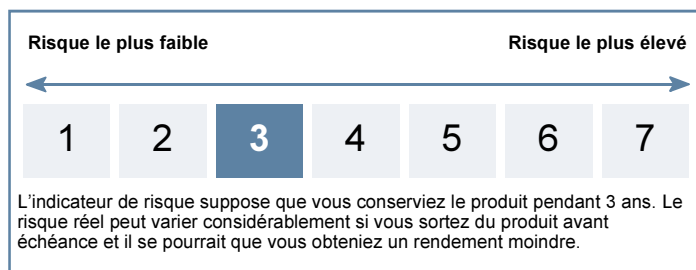 Risque le plus faible Risque le plus élevé
1 2 3 4 5 6 7
L'indicateur de risque suppose que vous conserviez le produit pendant 3 ans. Le
risque réel peut varier considérablement si vous sortez du produit avant
échéance et il se pourrait que vous obteniez un rendement moindre.